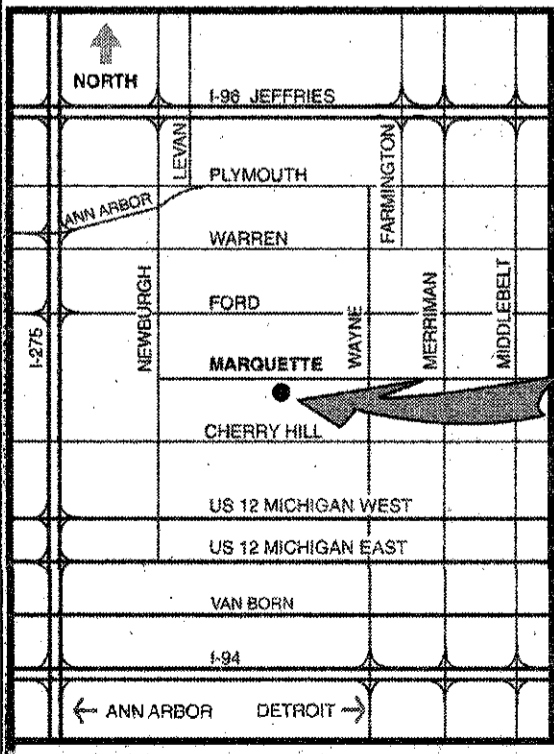 NORTH
I-96 JEFFRIES
LEVAN
PLYMOUTH
FARMINGTON
ANN ARBOR
WARREN
NEWBURGH
FORD
WAYNE
MERRIMAN
MIDDLEBELT
I-275
MARQUETTE
CHERRY HILL
US 12 MICHIGAN WEST
US 12 MICHIGAN EAST
VAN BORN
I-94
← ANN ARBOR DETROIT →